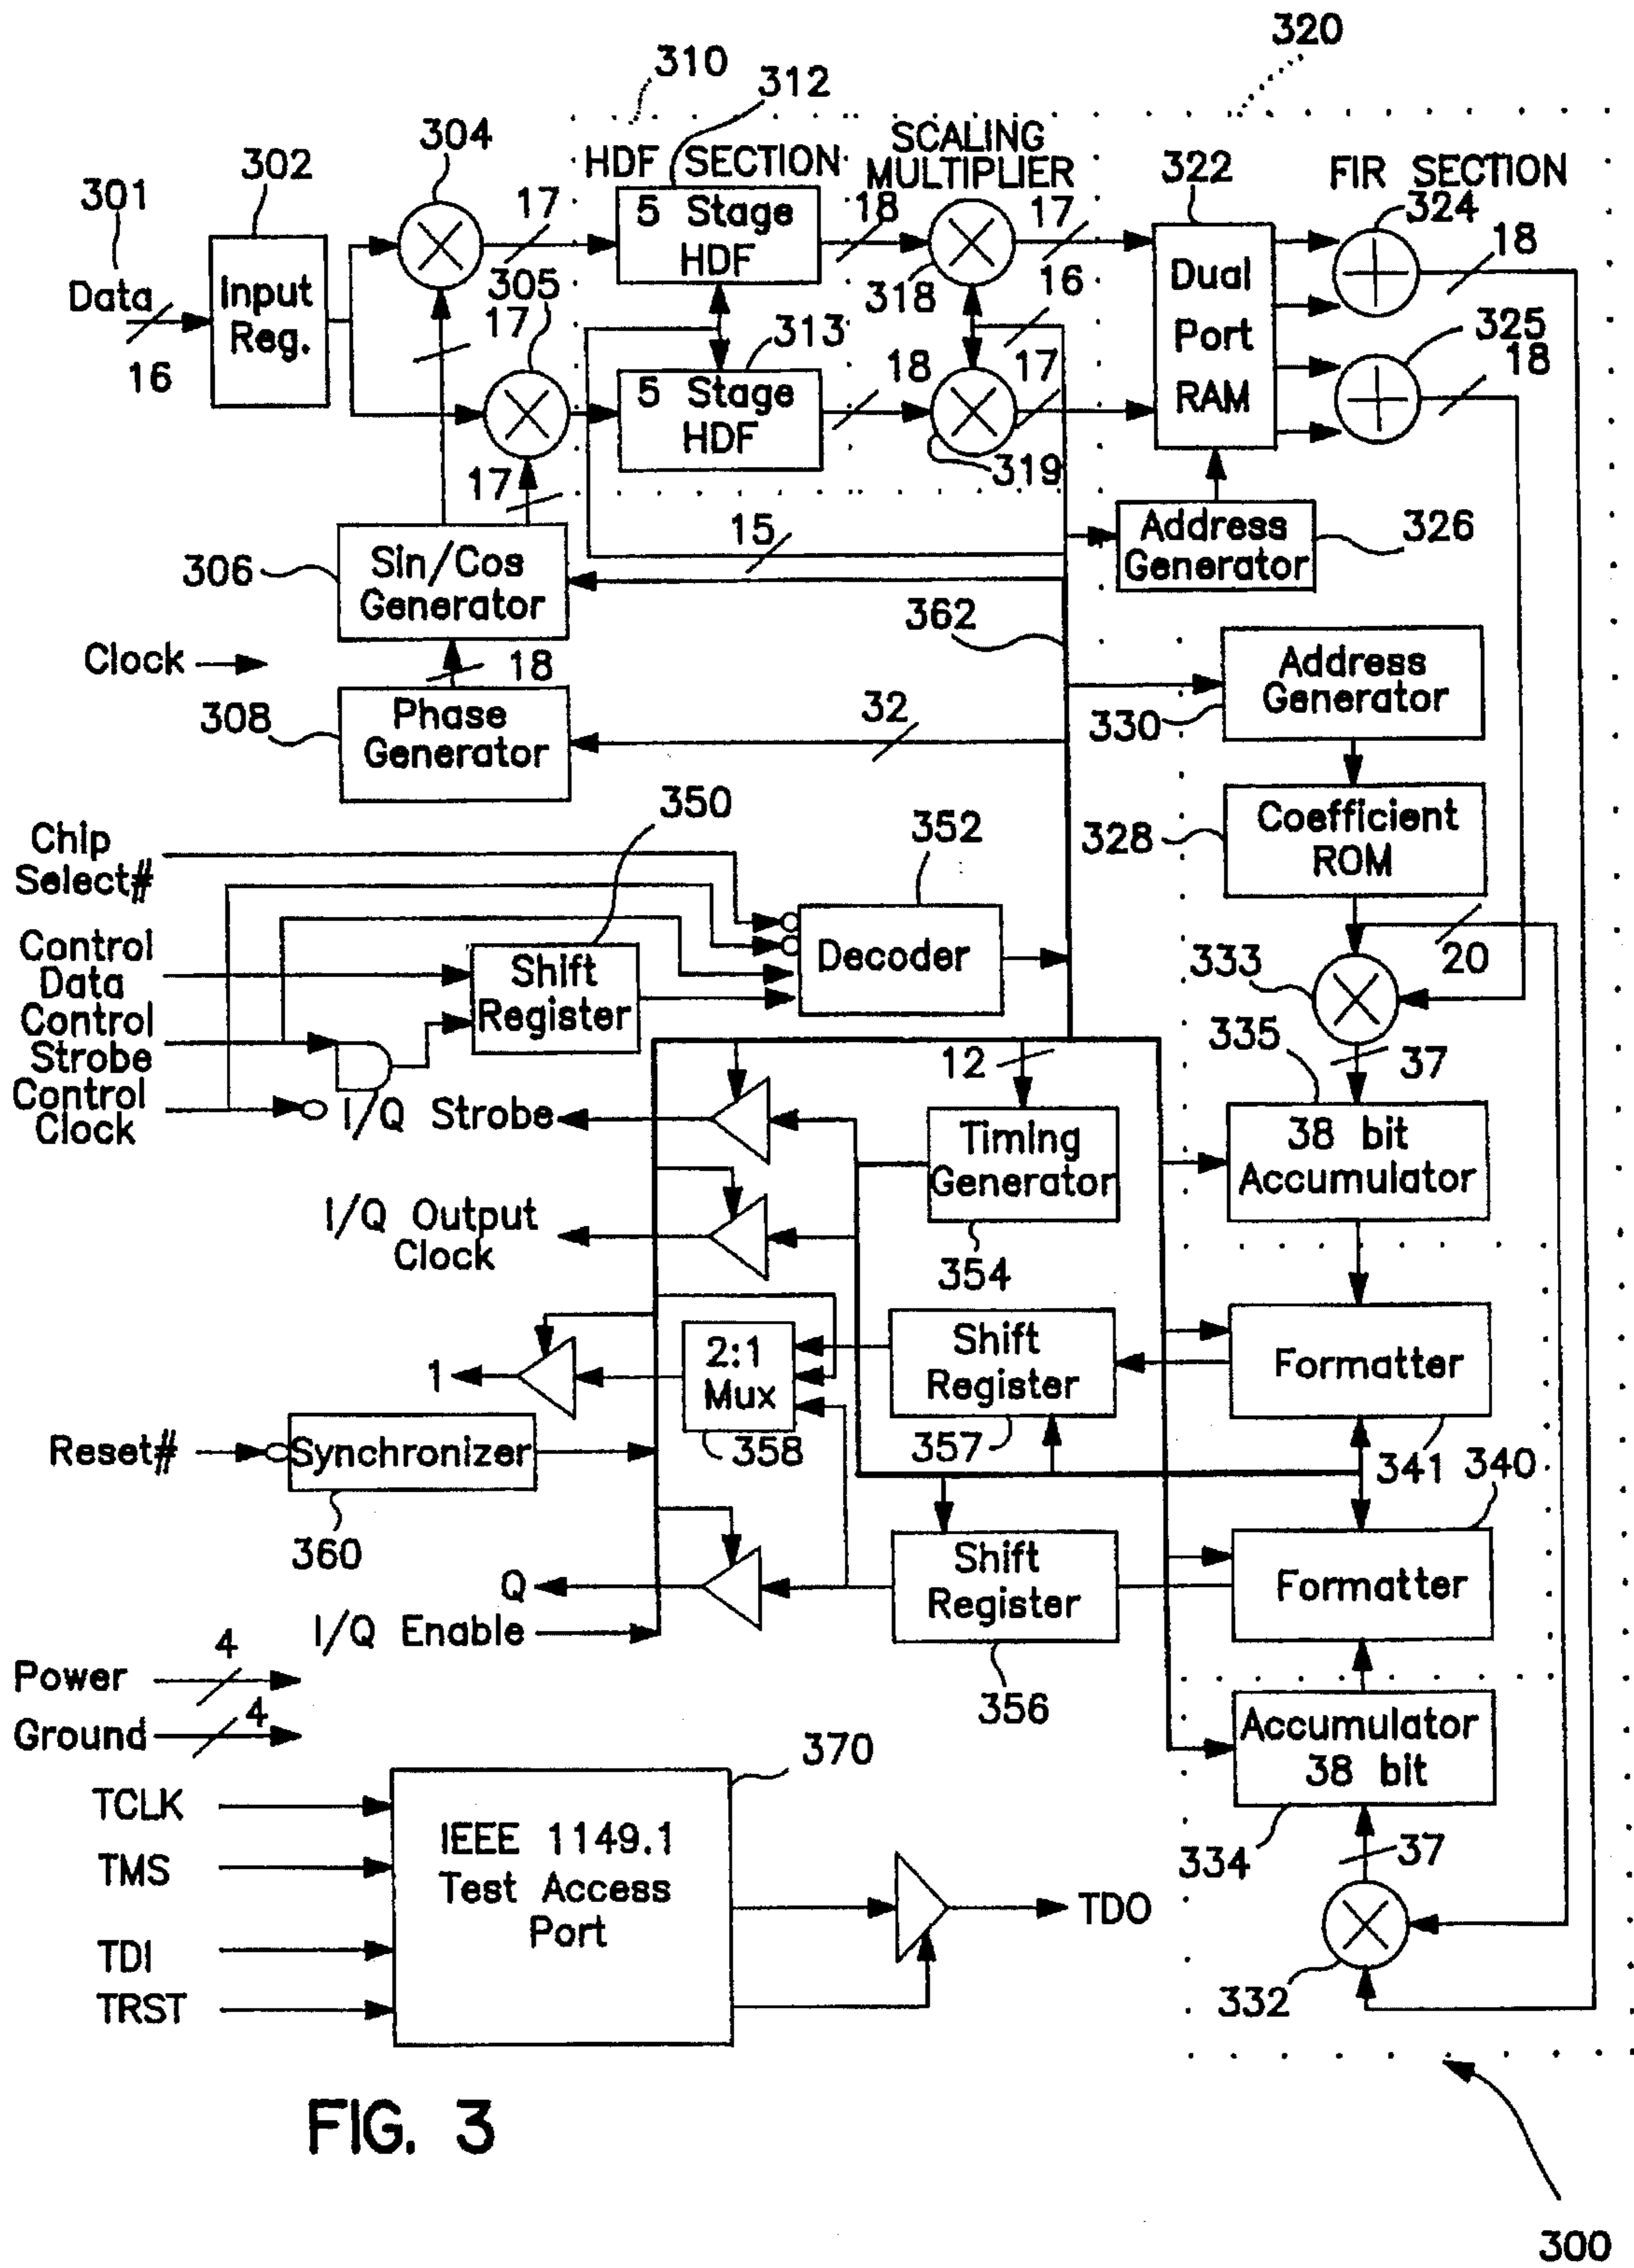 320
310
312
304
SCALING
MULTIPLIER
302
HDF SECTION
322
FIR SECTION
301
17
5 Stage
HDF
18
17
324
18
Data
Input
Reg.
305
318
16
Dual
Port
RAM
16
17
313
325
18
5 Stage
HDF
18
17
17
319
15
Address
Generator
326
306
Sin/Cos
Generator
362
Clock
18
Address
Generator
308
Phase
Generator
32
330
350
Chip
Select#
352
328
Coefficient
ROM
Control
Data
Shift
Register
Decoder
20
333
Control
Strobe
335
Control
Clock
12
37
I/Q Strobe
Timing
Generator
38 bit
Accumulator
I/Q Output
Clock
354
1
2:1
Mux
Shift
Register
Formatter
Reset#
Synchronizer
358
357
341
340
360
Q
Shift
Register
Formatter
I/Q Enable
Power
4
356
Ground
4
Accumulator
38 bit
370
TCLK
IEEE 1149.1
Test Access
Port
334
37
TMS
TDO
TDI
TRST
332
FIG. 3
300